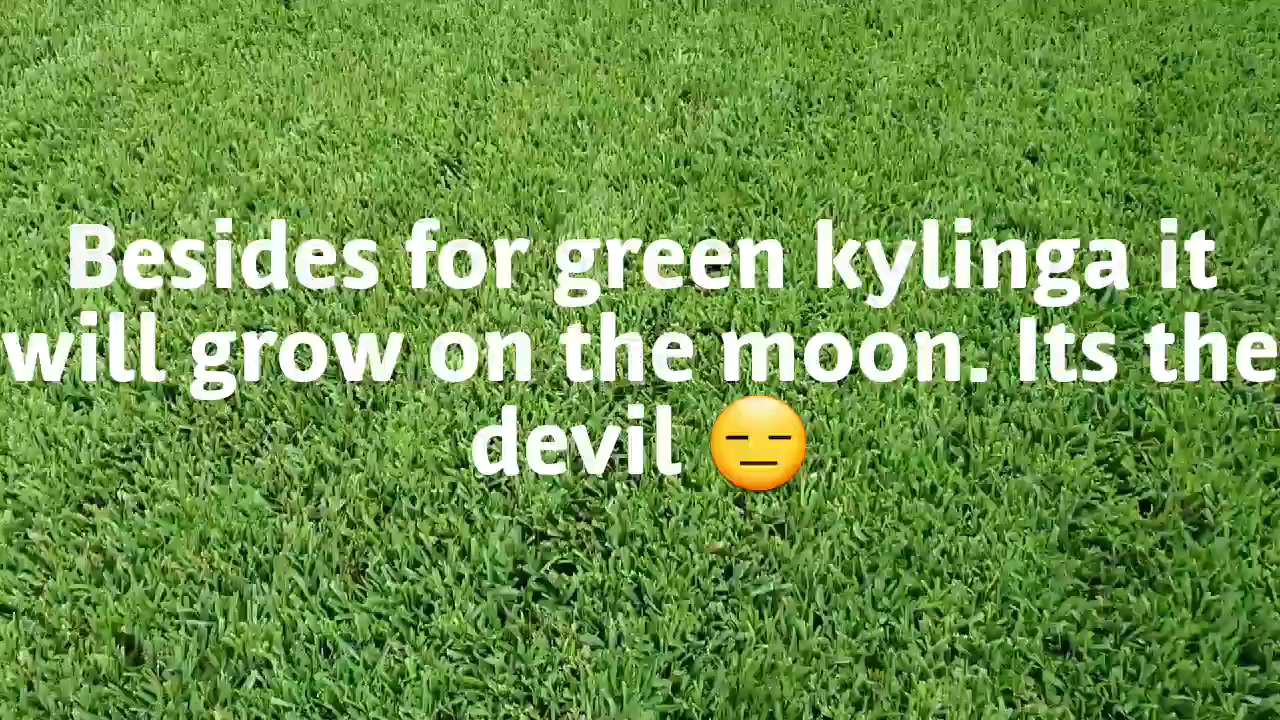 Besides for green kylinga it
will grow on the moon. Its the
devil 😑